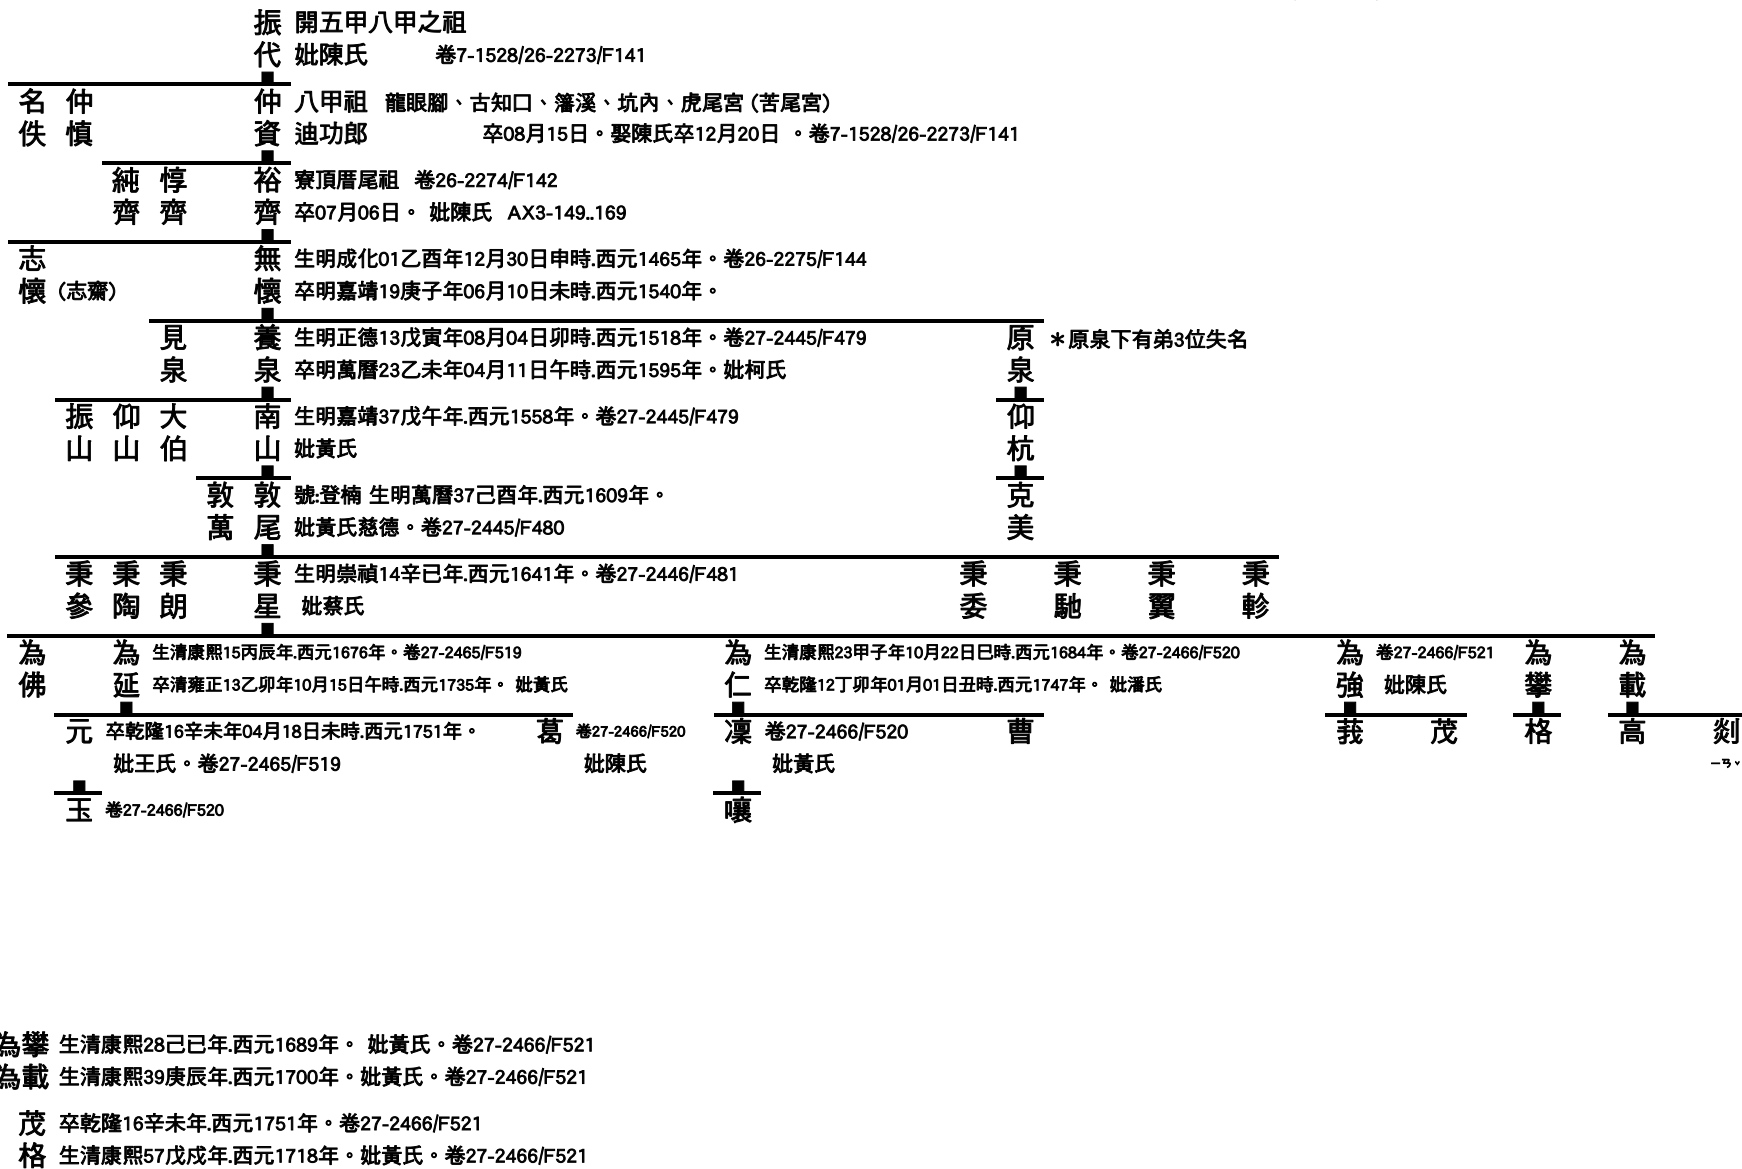 振代 開五甲八甲之祖
妣陳氏 卷7-1528/26-2273/F141
名佚 仲慎 仲資 八甲祖 龍眼腳、古知口、籓溪、坑內、虎尾宮 (苦尾宮)
迪功郎 卒08月15日。娶陳氏卒12月20日 。卷7-1528/26-2273/F141
純齊 惇齊 裕齊 寮頂厝尾祖 卷26-2274/F142
卒07月06日。 妣陳氏 AX3-149..169
志懷 (志齋) 無懷 生明成化01乙酉年12月30日申時.西元1465年。卷26-2275/F144
卒明嘉靖19庚子年06月10日未時.西元1540年。
見泉 養泉 生明正德13戊寅年08月04日卯時.西元1518年。卷27-2445/F479
卒明萬曆23乙未年04月11日午時.西元1595年。妣柯氏
原泉 ＊原泉下有弟3位失名
振山 仰山 大伯 南山 生明嘉靖37戊午年.西元1558年。卷27-2445/F479
妣黃氏
仰杭
敦萬 敦尾 號:登楠 生明萬曆37己酉年.西元1609年。
妣黃氏慈德。卷27-2445/F480
克美
秉參 秉陶 秉朗 秉星 生明崇禎14辛已年.西元1641年。卷27-2446/F481
妣蔡氏
秉委 秉馳 秉翼 秉軫
為佛 為延 生清康熙15丙辰年.西元1676年。卷27-2465/F519
卒清雍正13乙卯年10月15日午時.西元1735年。 妣黃氏
為仁 生清康熙23甲子年10月22日巳時.西元1684年。卷27-2466/F520
卒乾隆12丁卯年01月01日丑時.西元1747年。 妣潘氏
為強 卷27-2466/F521
妣陳氏
為攀 為載
元 卒乾隆16辛未年04月18日未時.西元1751年。
妣王氏。卷27-2465/F519
葛 卷27-2466/F520
妣陳氏
凜 卷27-2466/F520
妣黃氏
曹 莪 茂 格 高 剡
ㄧㄢˇ
玉 卷27-2466/F520
嚷
為攀 生清康熙28己已年.西元1689年。 妣黃氏。卷27-2466/F521
為載 生清康熙39庚辰年.西元1700年。妣黃氏。卷27-2466/F521
茂 卒乾隆16辛未年.西元1751年。卷27-2466/F521
格 生清康熙57戊戍年.西元1718年。妣黃氏。卷27-2466/F521